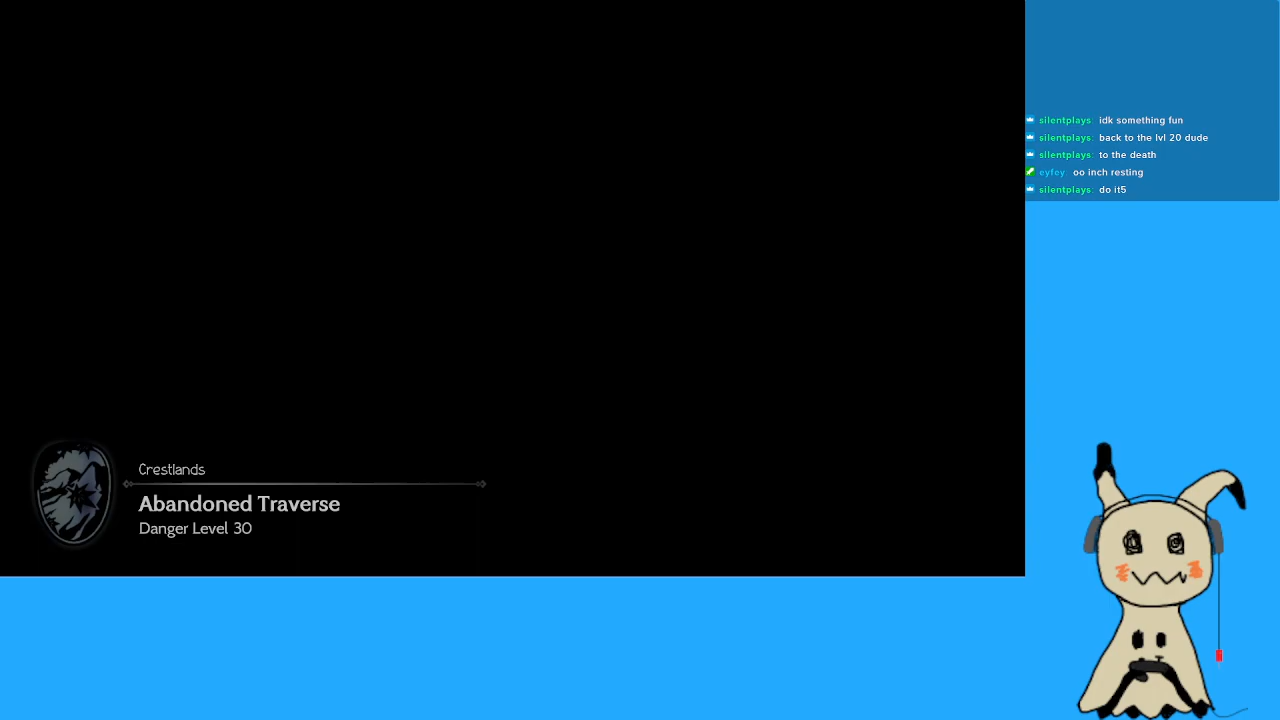 silentplays: idk something fun
silentplays: back to the lvl 20 dude
silentplays: to the death
eyfey: oo inch resting
silentplays: do it5
Crestlands
Abandoned Traverse
Danger Level 30